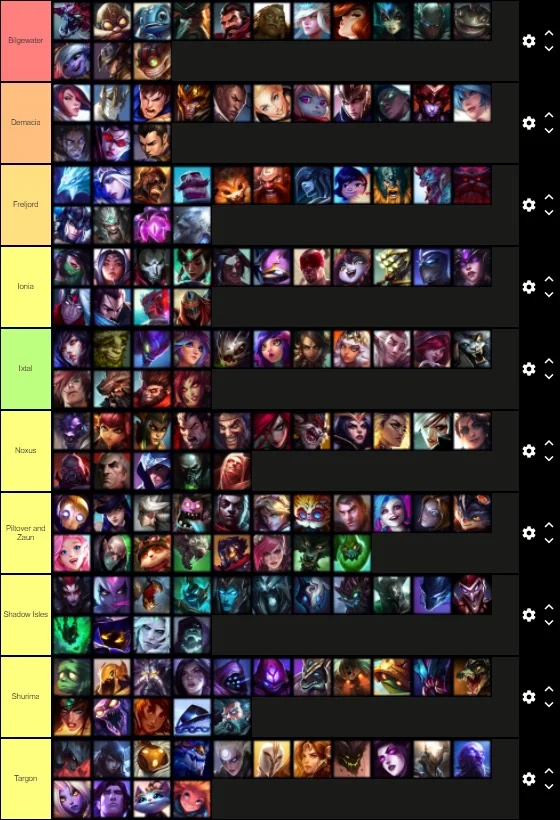 Bilgewater
Demacia
Freljord
Ionia
Ixtal
Noxus
Piltover and
Zaun
Shadow Isles
Shurima
Targon